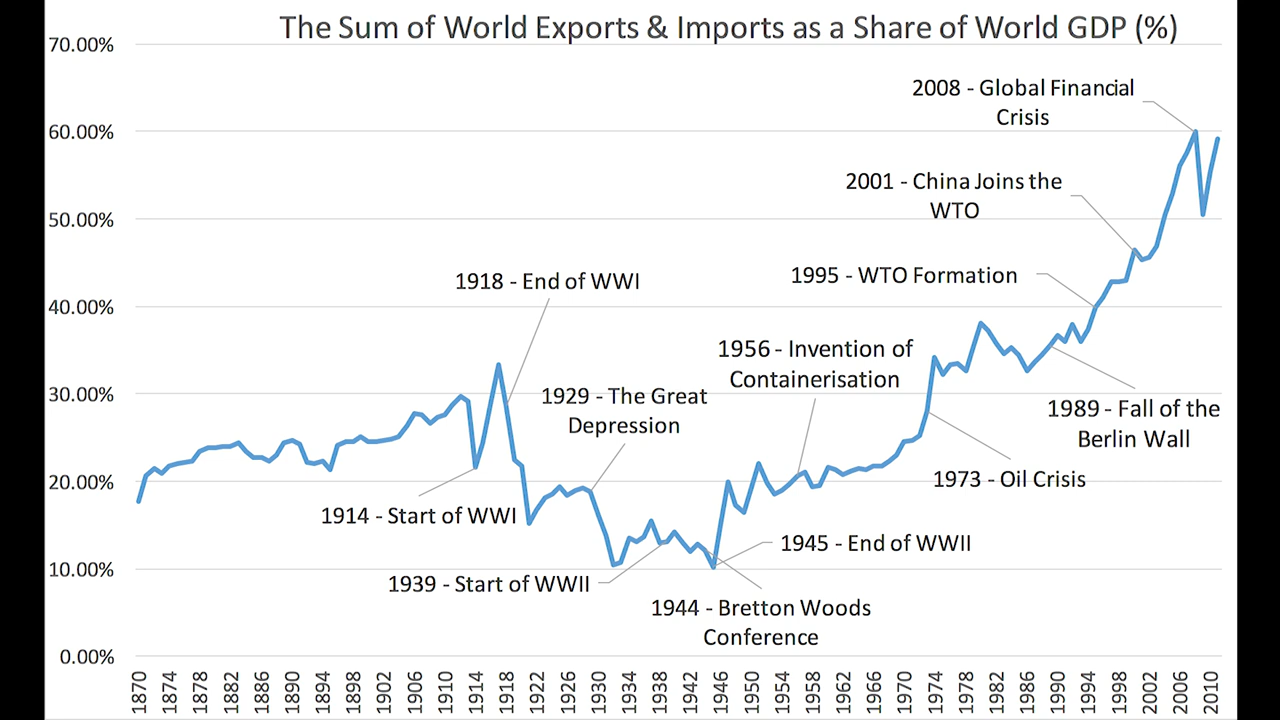 The Sum of World Exports & Imports as a Share of World GDP (%)
70.00%
60.00%
50.00%
40.00%
30.00%
20.00%
10.00%
0.00%
2008 - Global Financial
Crisis
2001 - China Joins the
WTO
1995 - WTO Formation
1918 - End of WWI
1956 - Invention of
Containerisation
1929 - The Great
Depression
1989 - Fall of the
Berlin Wall
1973 - Oil Crisis
1914 - Start of WWI
1945 - End of WWII
1939 - Start of WWII
1944 - Bretton Woods
Conference
1870
1874
1878
1882
1886
1890
1894
1898
1902
1906
1910
1914
1918
1922
1926
1930
1934
1938
1942
1946
1950
1954
1958
1962
1966
1970
1974
1978
1982
1986
1990
1994
1998
2002
2006
2010